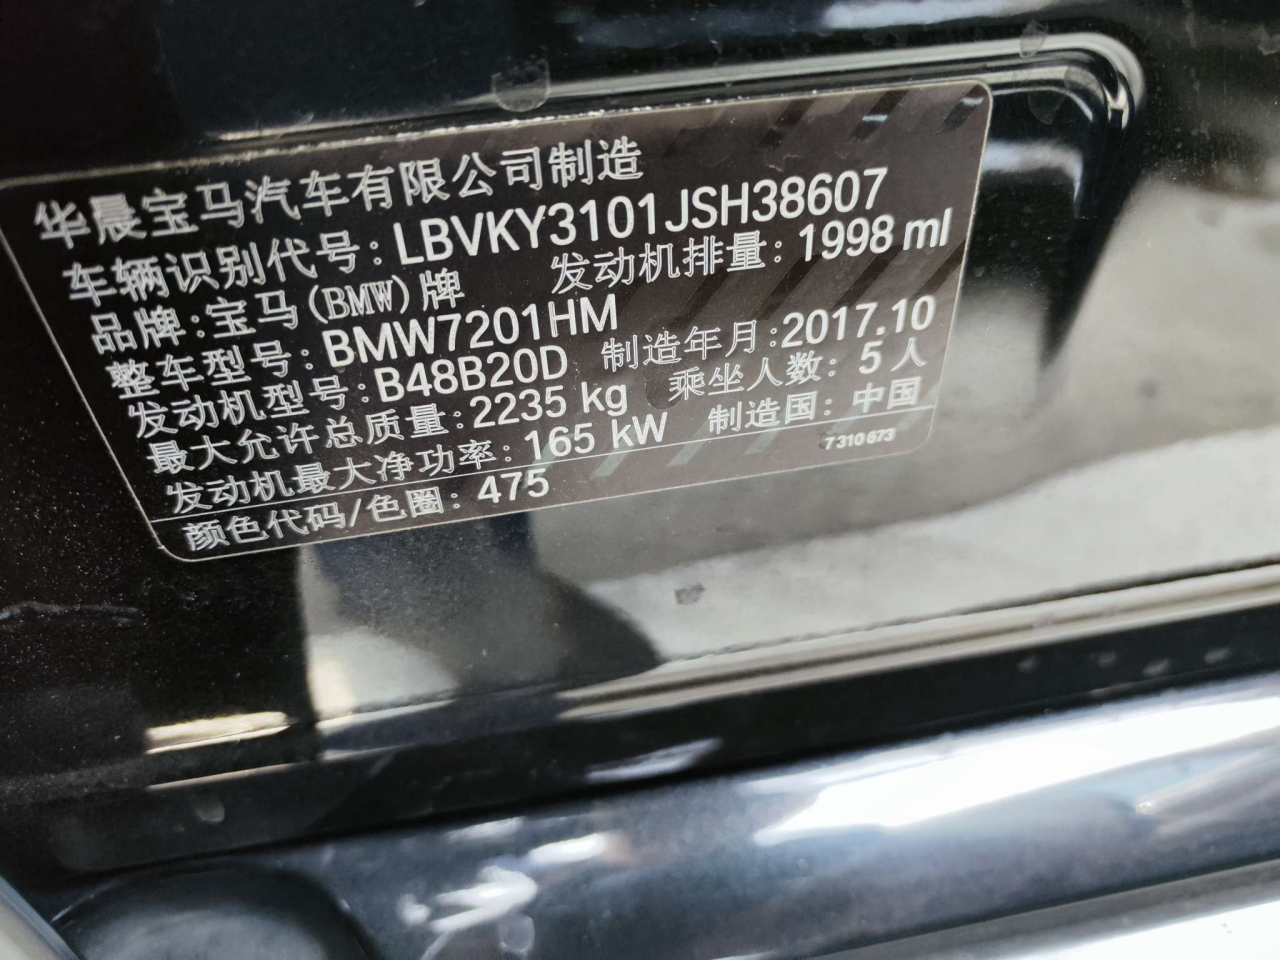 华晨宝马汽车有限公司制造
车辆识别代号: LBVKY3101JSH38607
品牌:宝马(BMW)牌 发动机排量: 1998 ml
整车型号: BMW7201HM
发动机型号: B48B20D 制造年月:2017.10
最大允许总质量:2235 kg 乘坐人数: 5 人
发动机最大净功率: 165 kW 制造国: 中国
颜色代码/色圈: 475 7310673